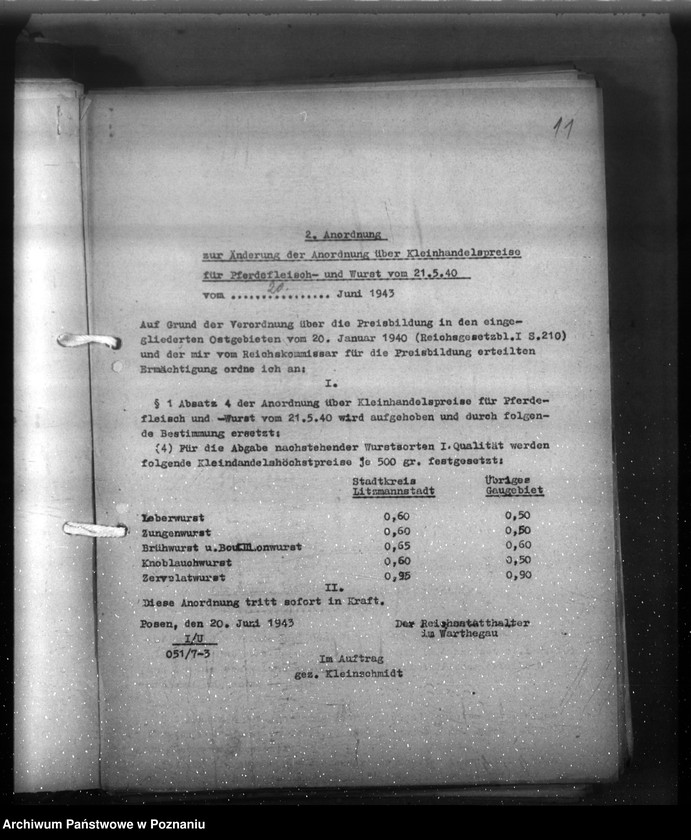 11
2. Anordnung
zur Änderung der Anordnung über Kleinhandelspreise
für Pferdefleisch- und Wurst vom 21.5.40
vom ....20.......... Juni 1943
Auf Grund der Verordnung über die Preisbildung in den einge-
gliederten Ostgebieten vom 20. Januar 1940 (Reichsgesetzbl.I S.210)
und der mir vom Reichskommissar für die Preisbildung erteilten
Ermächtigung ordne ich an:
I.
§ 1 Absatz 4 der Anordnung über Kleinhandelspreise für Pferde-
fleisch und -Wurst vom 21.5.40 wird aufgehoben und durch folgen-
de Bestimmung ersetzt:
(4) Für die Abgabe nachstehender Wurstsorten I.Qualität werden
folgende Kleindandelshöchstpreise je 500 gr. festgesetzt:
Stadtkreis Übriges
Litzmannstadt Gaugebiet
Leberwurst 0,60 0,50
Zungenwurst 0,60 0,50
Brühwurst u.Bouillonwurst 0,65 0,60
Knoblauchwurst 0,60 0,50
Zervelatwurst 0,95 0,90
II.
Diese Anordnung tritt sofort in Kraft.
Posen, den 20. Juni 1943 Der Reichsstatthalter
I/U im Warthegau
051/7-3
Im Auftrag
gez. Kleinschmidt
Archiwum Państwowe w Poznaniu